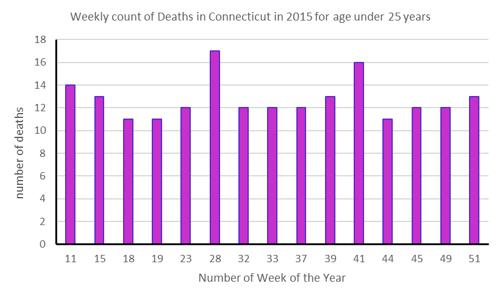 Weekly count of Deaths in Connecticut in 2015 for age under 25 years
18
16
14
12
10
8
6
4
2
0
number of deaths
11 15 18 19 23 28 32 33 37 39 41 44 45 49 51
Number of Week of the Year